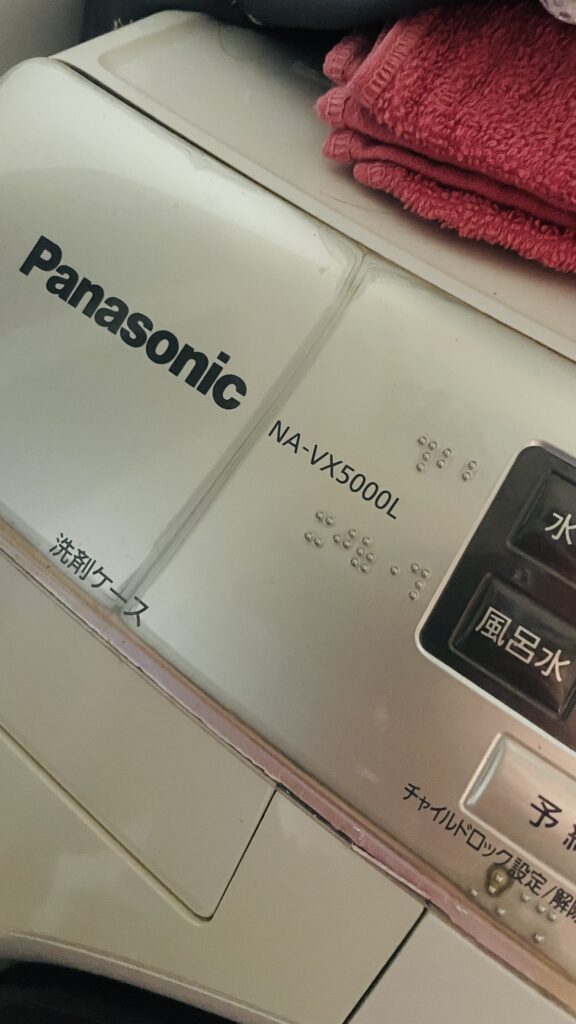 Panasonic
NA-VX5000L
洗剤ケース
水
風呂水
予
チャイルドロック設定/解除